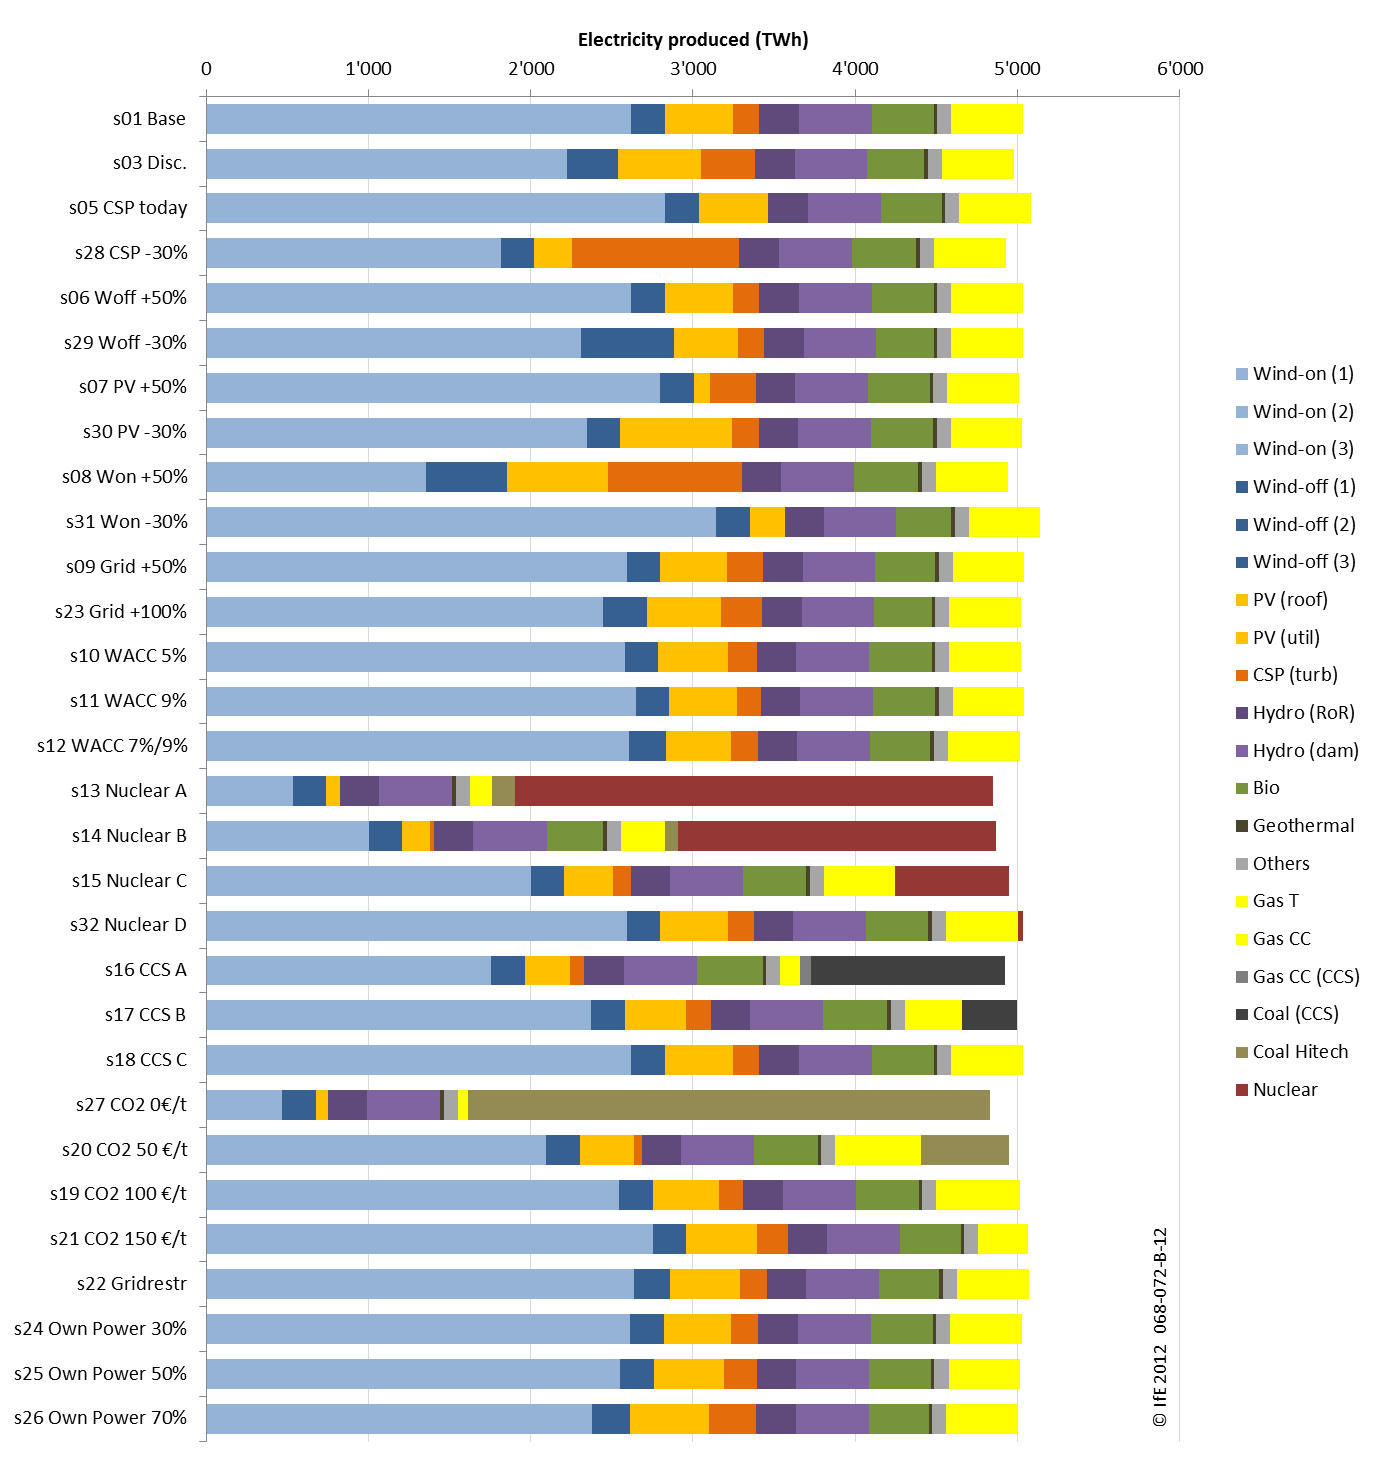 Electricity produced (TWh)
0 1'000 2'000 3'000 4'000 5'000 6'000
s01 Base
s03 Disc.
s05 CSP today
s28 CSP -30%
s06 Woff +50%
s29 Woff -30%
s07 PV +50%
s30 PV -30%
s08 Won +50%
s31 Won -30%
s09 Grid +50%
s23 Grid +100%
s10 WACC 5%
s11 WACC 9%
s12 WACC 7%/9%
s13 Nuclear A
s14 Nuclear B
s15 Nuclear C
s32 Nuclear D
s16 CCS A
s17 CCS B
s18 CCS C
s27 CO2 0€/t
s20 CO2 50 €/t
s19 CO2 100 €/t
s21 CO2 150 €/t
s22 Gridrestr
s24 Own Power 30%
s25 Own Power 50%
s26 Own Power 70%
Wind-on (1)
Wind-on (2)
Wind-on (3)
Wind-off (1)
Wind-off (2)
Wind-off (3)
PV (roof)
PV (util)
CSP (turb)
Hydro (RoR)
Hydro (dam)
Bio
Geothermal
Others
Gas T
Gas CC
Gas CC (CCS)
Coal (CCS)
Coal Hitech
Nuclear
© IfE 2012 068-072-B-12